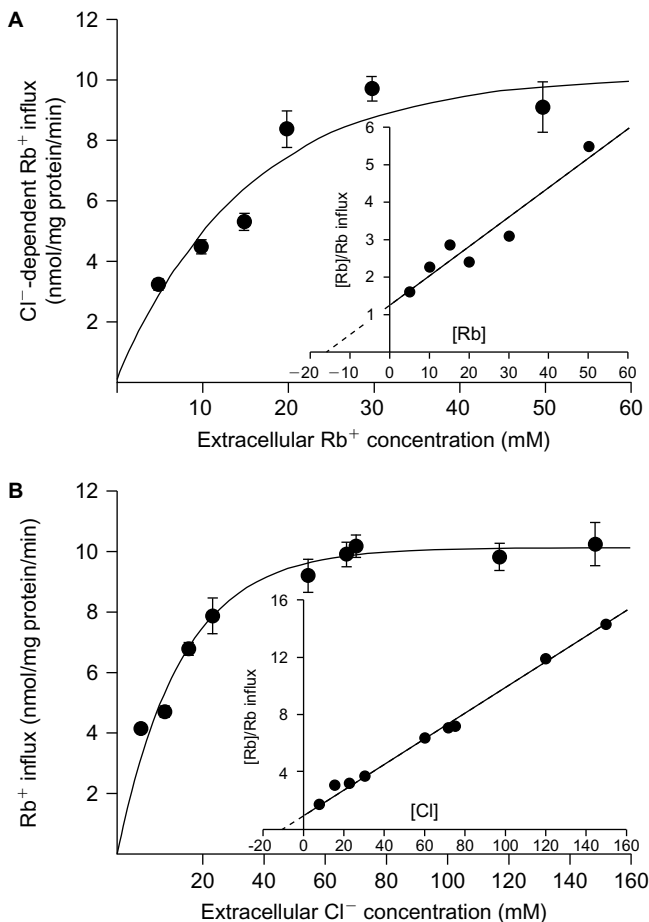 A
12
10
8
6
4
2
Cl⁻-dependent Rb⁺ influx
(nmol/mg protein/min)
10 20 30 40 50 60
Extracellular Rb⁺ concentration (mM)
6
5
4
3
2
1
[Rb]/Rb influx
[Rb]
−20 −10 0 10 20 30 40 50 60
B
12
10
8
6
4
2
Rb⁺ influx (nmol/mg protein/min)
20 40 60 80 100 120 140 160
Extracellular Cl⁻ concentration (mM)
16
12
8
4
[Rb]/Rb influx
[Cl]
-20 0 20 40 60 80 100 120 140 160